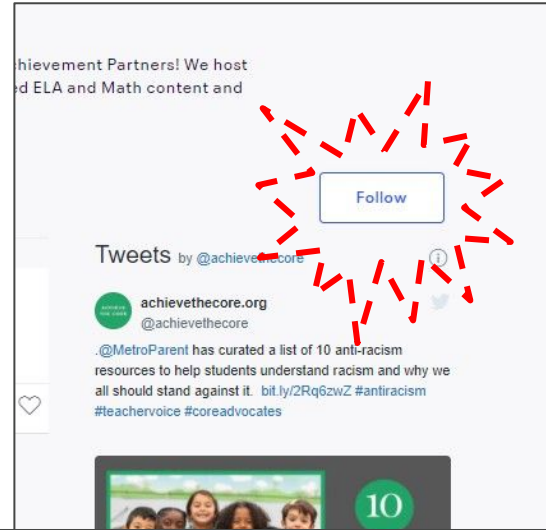 hievement Partners! We host
ed ELA and Math content and
Follow
Tweets by @achievethecore
achievethecore.org
@achievethecore
.@MetroParent has curated a list of 10 anti-racism
resources to help students understand racism and why we
all should stand against it. bit.ly/2Rq6zwZ #antiracism
#teachervoice #coreadvocates
10